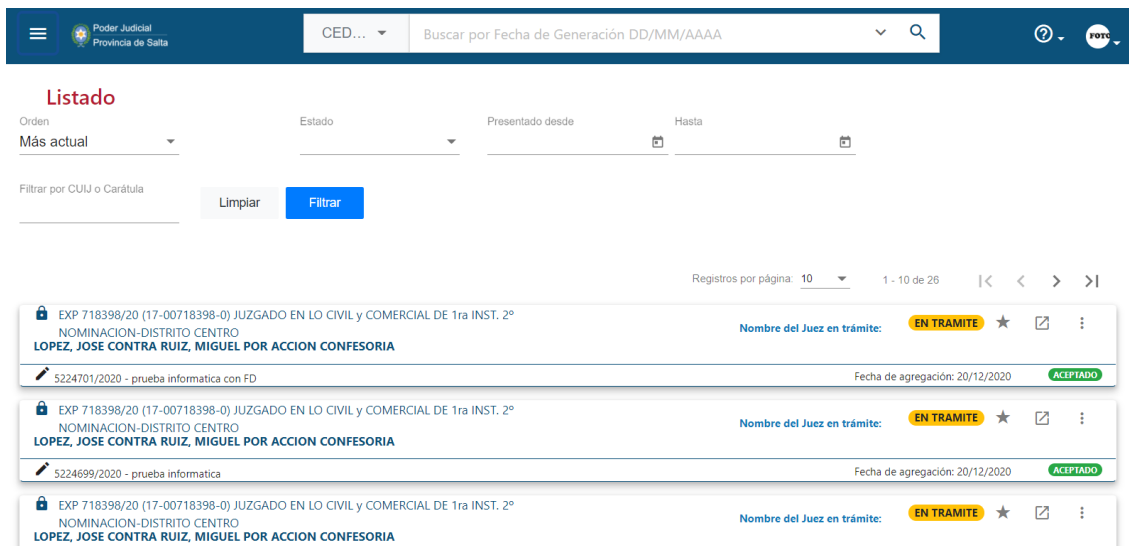 Poder Judicial
Provincia de Salta
CED...
Buscar por Fecha de Generación DD/MM/AAAA
FOTO
Listado
Orden
Estado
Presentado desde
Hasta
Más actual
Filtrar por CUIJ o Carátula
Limpiar
Filtrar
Registros por página: 10
1 - 10 de 26
EXP 718398/20 (17-00718398-0) JUZGADO EN LO CIVIL y COMERCIAL DE 1ra INST. 2º
NOMINACION-DISTRITO CENTRO
Nombre del Juez en trámite:
EN TRAMITE
LOPEZ, JOSE CONTRA RUIZ, MIGUEL POR ACCION CONFESORIA
5224701/2020 - prueba informatica con FD
Fecha de agregación: 20/12/2020
ACEPTADO
EXP 718398/20 (17-00718398-0) JUZGADO EN LO CIVIL y COMERCIAL DE 1ra INST. 2º
NOMINACION-DISTRITO CENTRO
Nombre del Juez en trámite:
EN TRAMITE
LOPEZ, JOSE CONTRA RUIZ, MIGUEL POR ACCION CONFESORIA
5224699/2020 - prueba informatica
Fecha de agregación: 20/12/2020
ACEPTADO
EXP 718398/20 (17-00718398-0) JUZGADO EN LO CIVIL y COMERCIAL DE 1ra INST. 2º
NOMINACION-DISTRITO CENTRO
Nombre del Juez en trámite:
EN TRAMITE
LOPEZ, JOSE CONTRA RUIZ, MIGUEL POR ACCION CONFESORIA